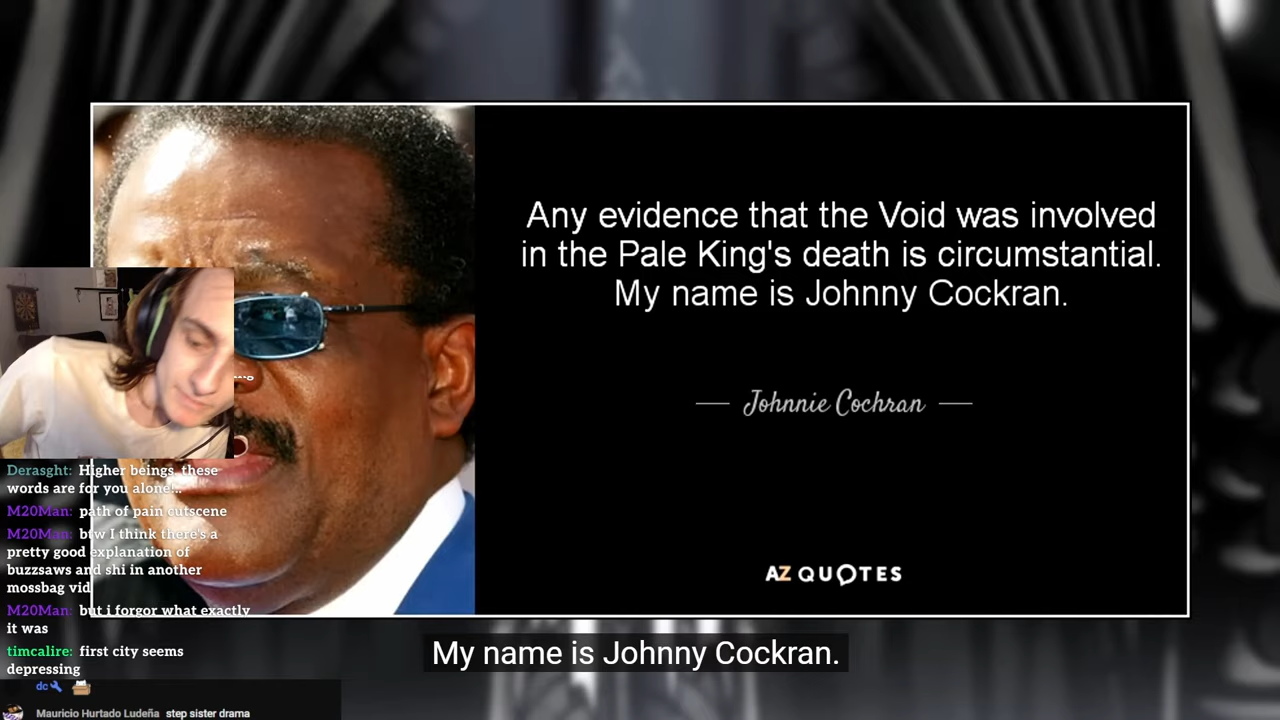 Any evidence that the Void was involved
in the Pale King's death is circumstantial.
My name is Johnny Cockran.
Johnnie Cochran
AZ QUOTES
Derasght: Higher beings, these
words are for you alone...
M20Man: path of pain cutscene
M20Man: btw I think there's a
pretty good explanation of
buzzsaws and shi in another
mossbag vid
M20Man: but i forgor what exactly
it was
timcalire: first city seems
depressing
dc
Mauricio Hurtado Ludeña step sister drama
My name is Johnny Cockran.